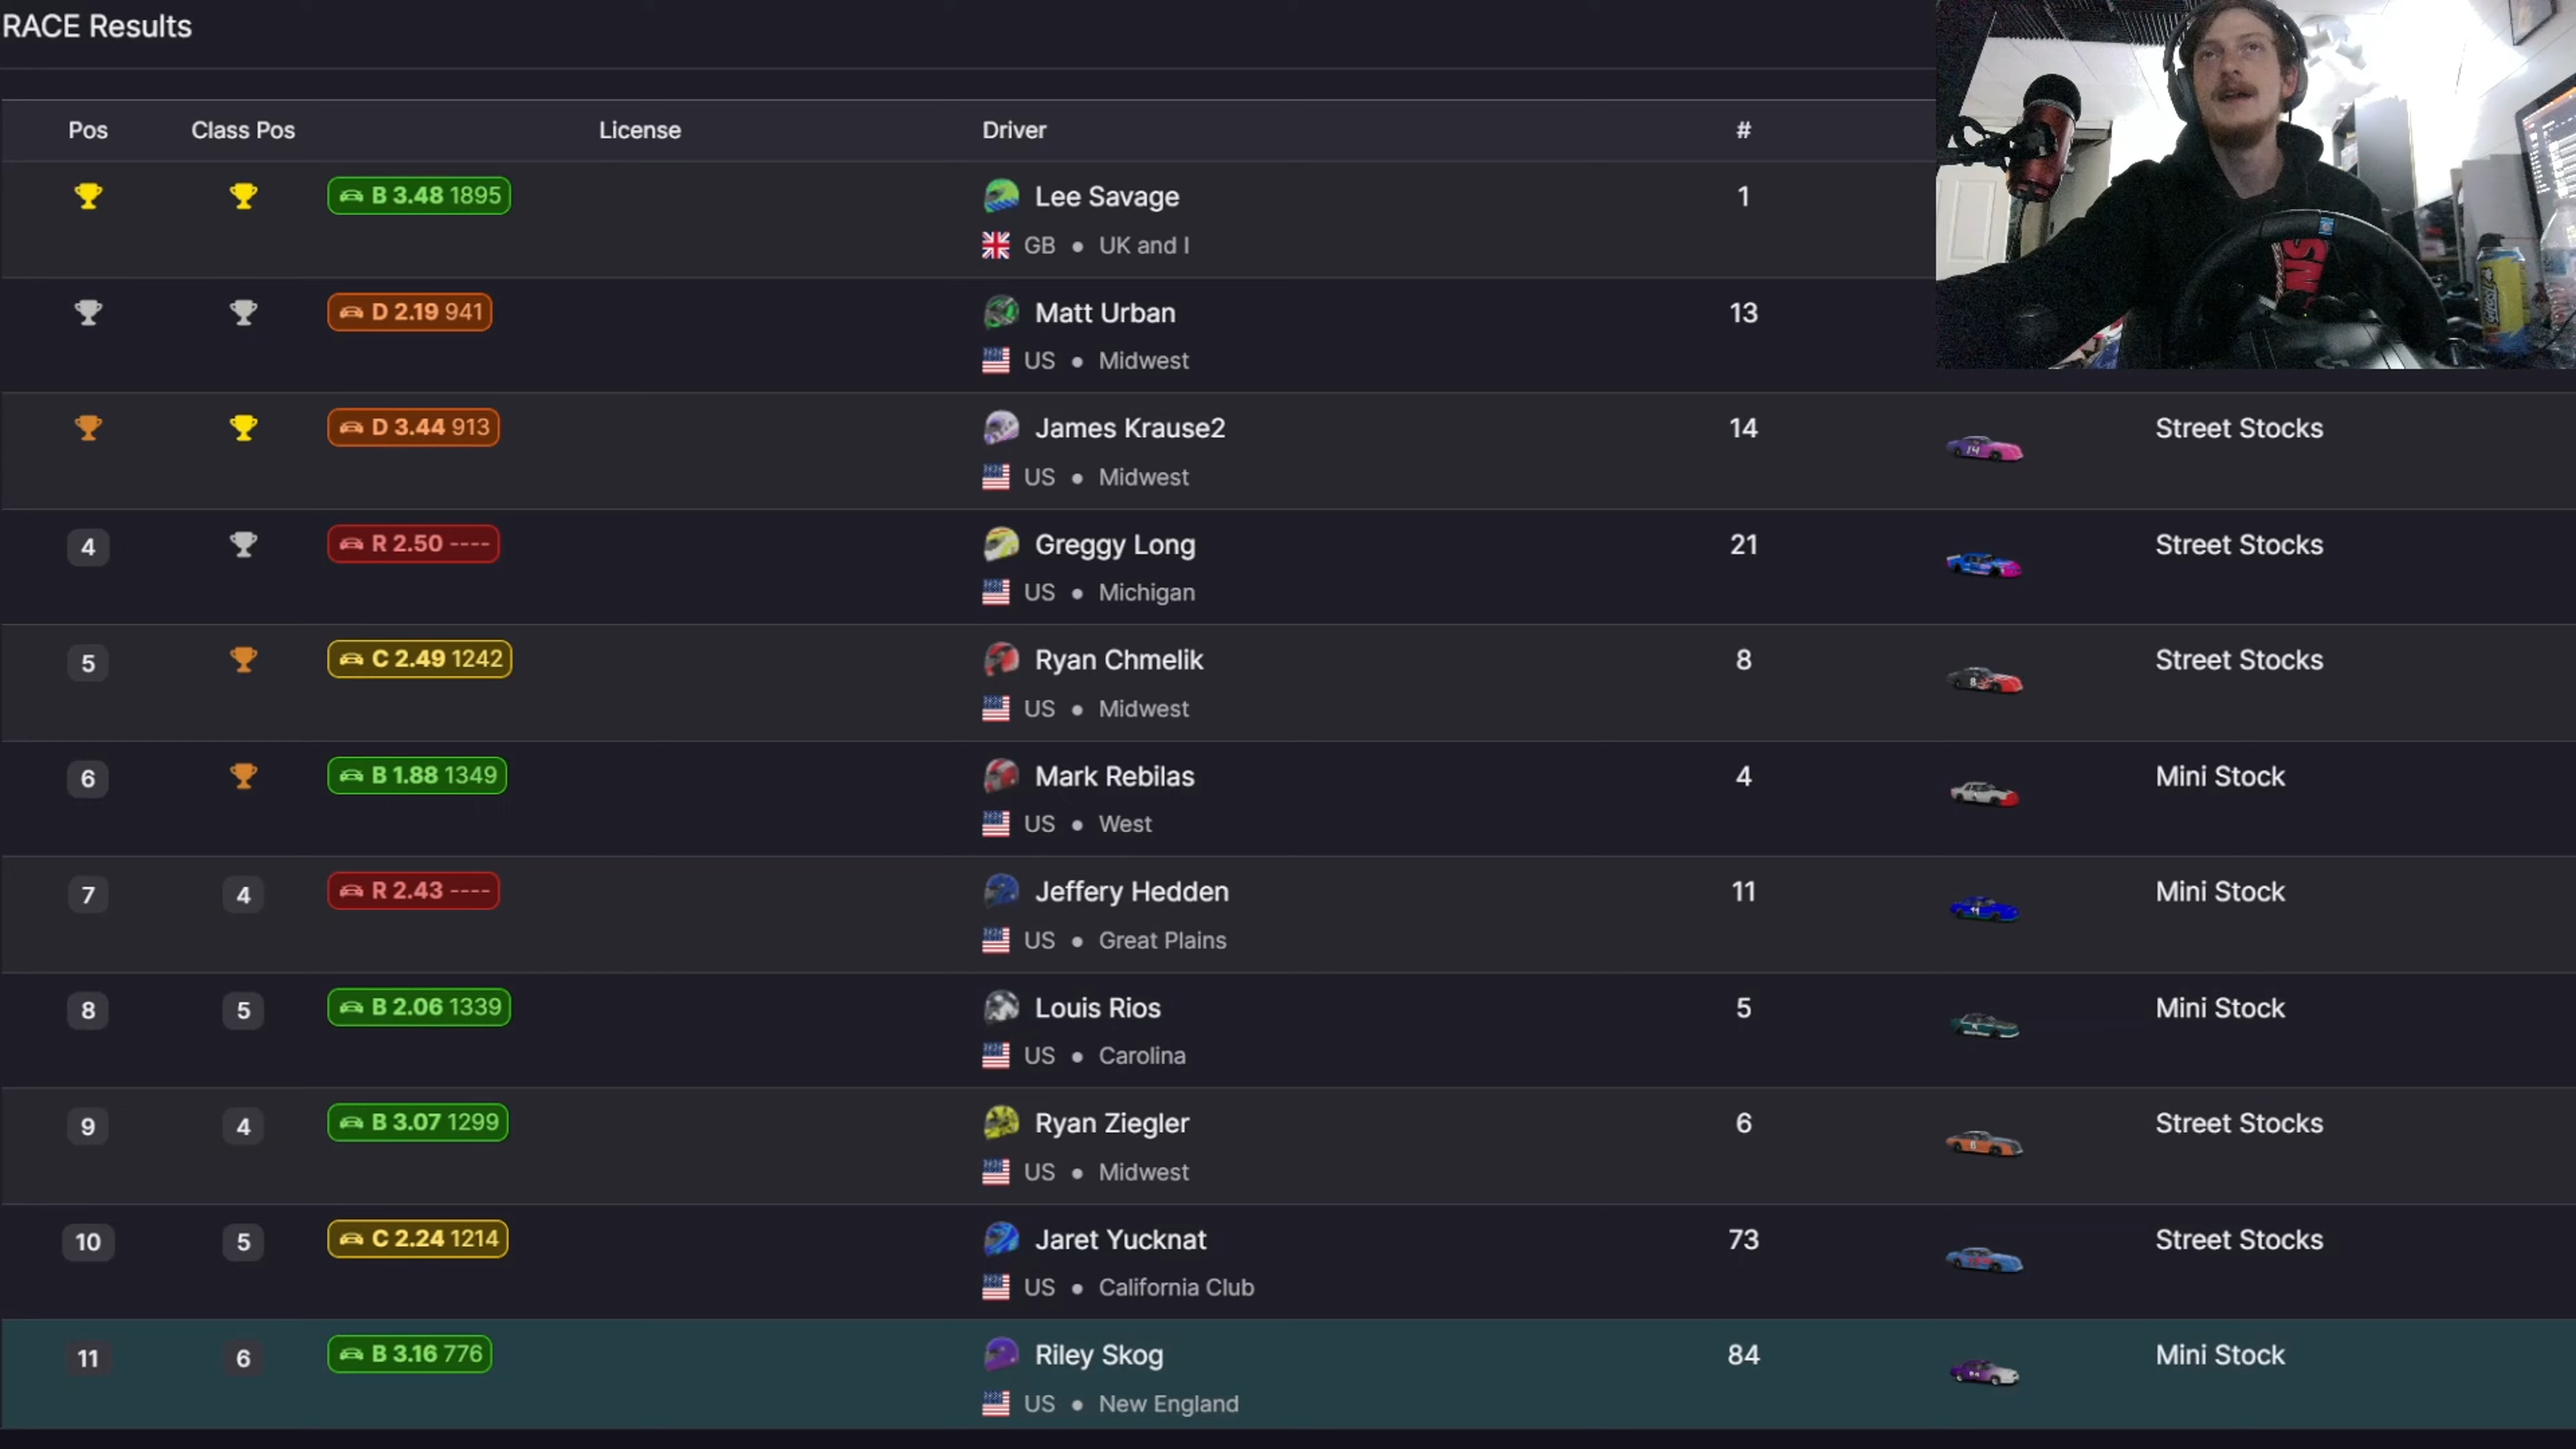 RACE Results
Pos Class Pos License Driver #
B 3.48 1895 Lee Savage 1
GB • UK and I
D 2.19 941 Matt Urban 13
US • Midwest
D 3.44 913 James Krause2 14 Street Stocks
US • Midwest
4 R 2.50 ---- Greggy Long 21 Street Stocks
US • Michigan
5 C 2.49 1242 Ryan Chmelik 8 Street Stocks
US • Midwest
6 B 1.88 1349 Mark Rebilas 4 Mini Stock
US • West
7 4 R 2.43 ---- Jeffery Hedden 11 Mini Stock
US • Great Plains
8 5 B 2.06 1339 Louis Rios 5 Mini Stock
US • Carolina
9 4 B 3.07 1299 Ryan Ziegler 6 Street Stocks
US • Midwest
10 5 C 2.24 1214 Jaret Yucknat 73 Street Stocks
US • California Club
11 6 B 3.16 776 Riley Skog 84 Mini Stock
US • New England